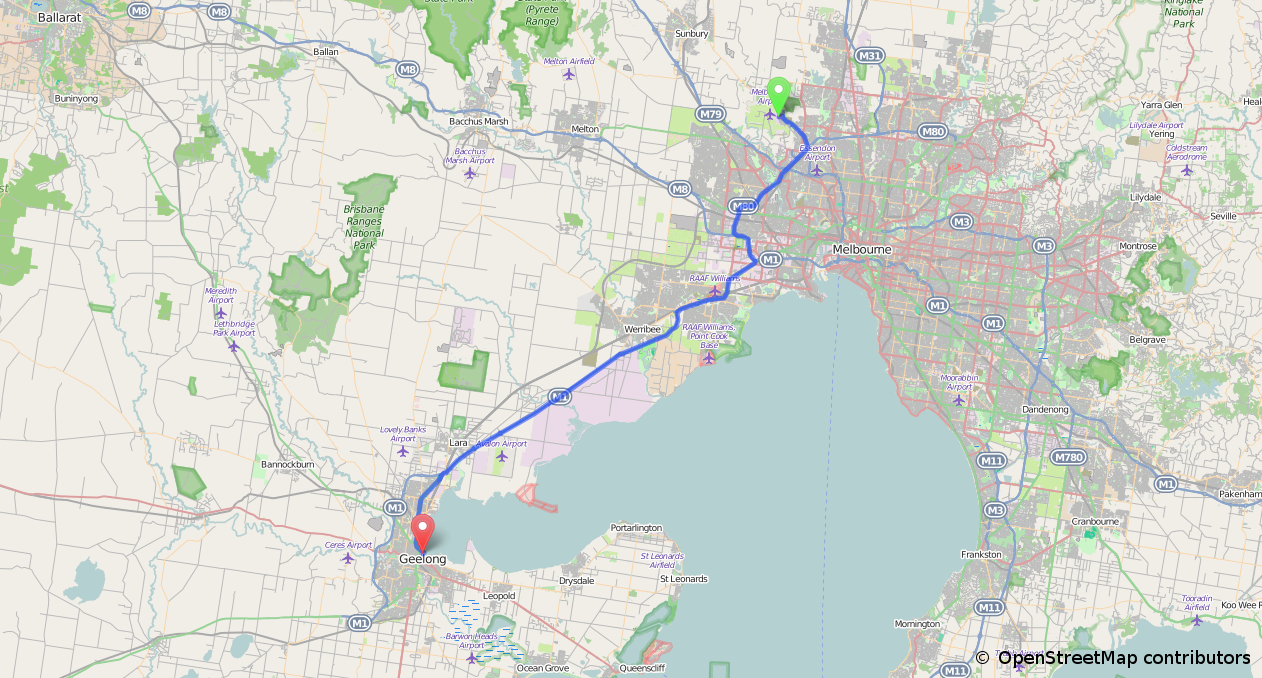 Ballarat
M8
M8
State Park
(Pyrete
Range)
Sunbury
Kinglake
National
Park
Ballan
M8
Melton Airfield
M31
Buninyong
Bacchus Marsh
Melton
M79
M80
Yarra Glen
Lilydale Airport
Yering
Bacchus
Marsh Airport
Essendon
Airport
Coldstream
Aerodrome
M8
Lilydale
M80
Seville
Brisbane
Ranges
National
Park
M3
M3
Montrose
Melbourne
M1
RAAF Williams
Meredith
Airport
M1
Lethbridge
Park Airport
Werribee
RAAF Williams,
Point Cook
Base
M1
Belgrave
Moorabbin
Airport
M1
Dandenong
Lovely Banks
Airport
Lara
Avalon Airport
Bannockburn
M11
M780
M1
Pakenham
M1
M3
Cranbourne
Portarlington
Ceres Airport
Geelong
St Leonards
Airfield
Frankston
Drysdale
St Leonards
Leopold
M11
Tooradin
Airfield
Koo Wee
M1
Mornington
Barwon Heads
Airport
Ocean Grove
Queenscliff
M11
© OpenStreetMap contributors